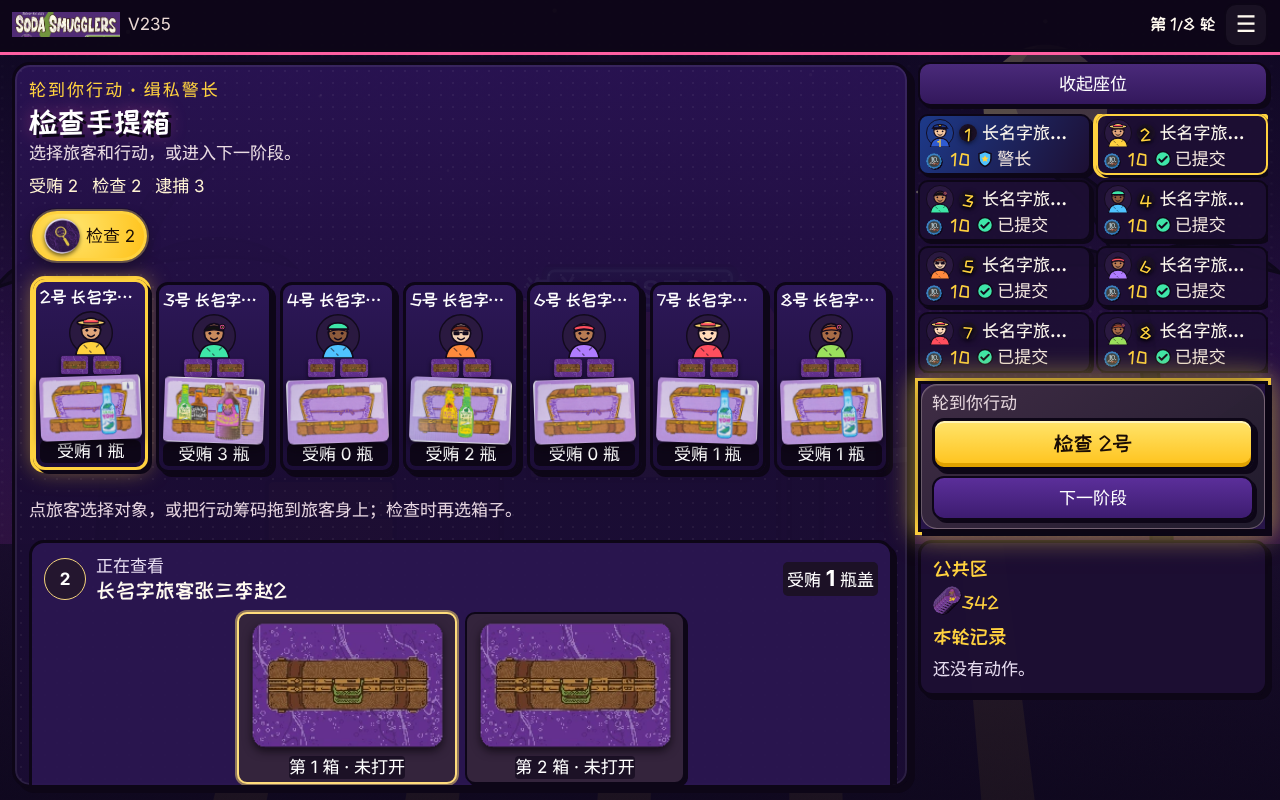 SODA SMUGGLERS V235
第 1/8 轮
轮到你行动 · 缉私警长
检查手提箱
选择旅客和行动，或进入下一阶段。
受贿 2 检查 2 逮捕 3
检查 2
2号 长名字…
3号 长名字…
4号 长名字…
5号 长名字…
6号 长名字…
7号 长名字…
8号 长名字…
受贿 1 瓶
受贿 3 瓶
受贿 0 瓶
受贿 2 瓶
受贿 0 瓶
受贿 1 瓶
受贿 1 瓶
点旅客选择对象，或把行动筹码拖到旅客身上；检查时再选箱子。
2
正在查看
长名字旅客张三李赵2
受贿 1 瓶盖
第 1 箱 · 未打开
第 2 箱 · 未打开
收起座位
1 长名字旅…
10 警长
2 长名字旅…
10 已提交
3 长名字旅…
10 已提交
4 长名字旅…
10 已提交
5 长名字旅…
10 已提交
6 长名字旅…
10 已提交
7 长名字旅…
10 已提交
8 长名字旅…
10 已提交
轮到你行动
检查 2号
下一阶段
公共区
342
本轮记录
还没有动作。